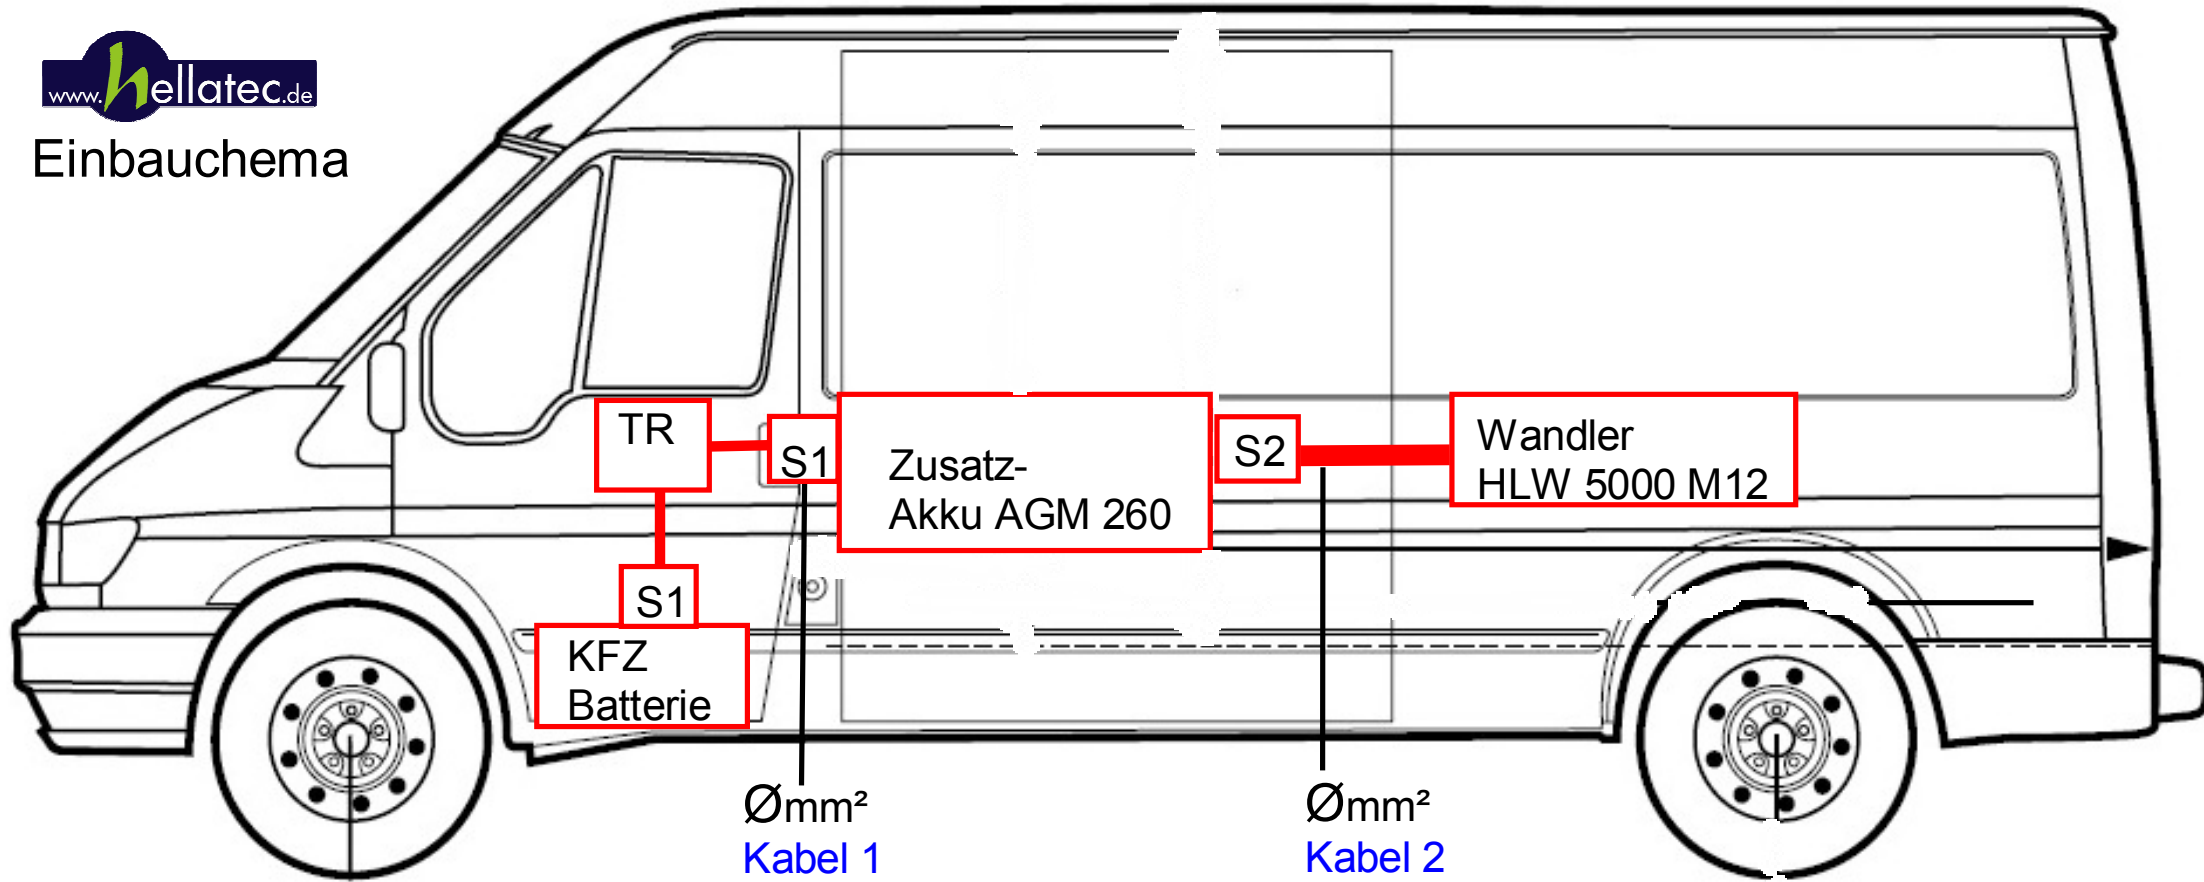 www.hellatec.de
Einbauchema
TR
S1
Zusatz-
Akku AGM 260
S2
Wandler
HLW 5000 M12
S1
KFZ
Batterie
Ømm²
Kabel 1
Ømm²
Kabel 2